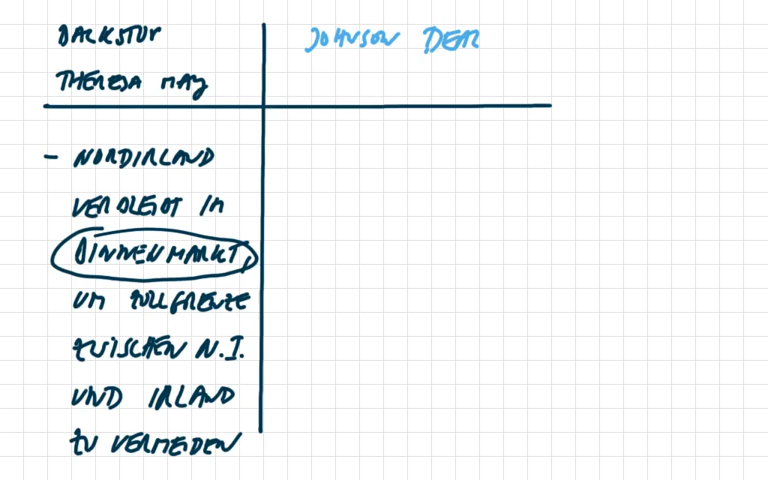 BACKSTOP
THERESA MAY
JOHNSON DEAL
- NORDIRLAND
VERBLEIBT IM
BINNENMARKT,
UM ZOLLGRENZE
ZWISCHEN N.I.
UND IRLAND
ZU VERMEIDEN